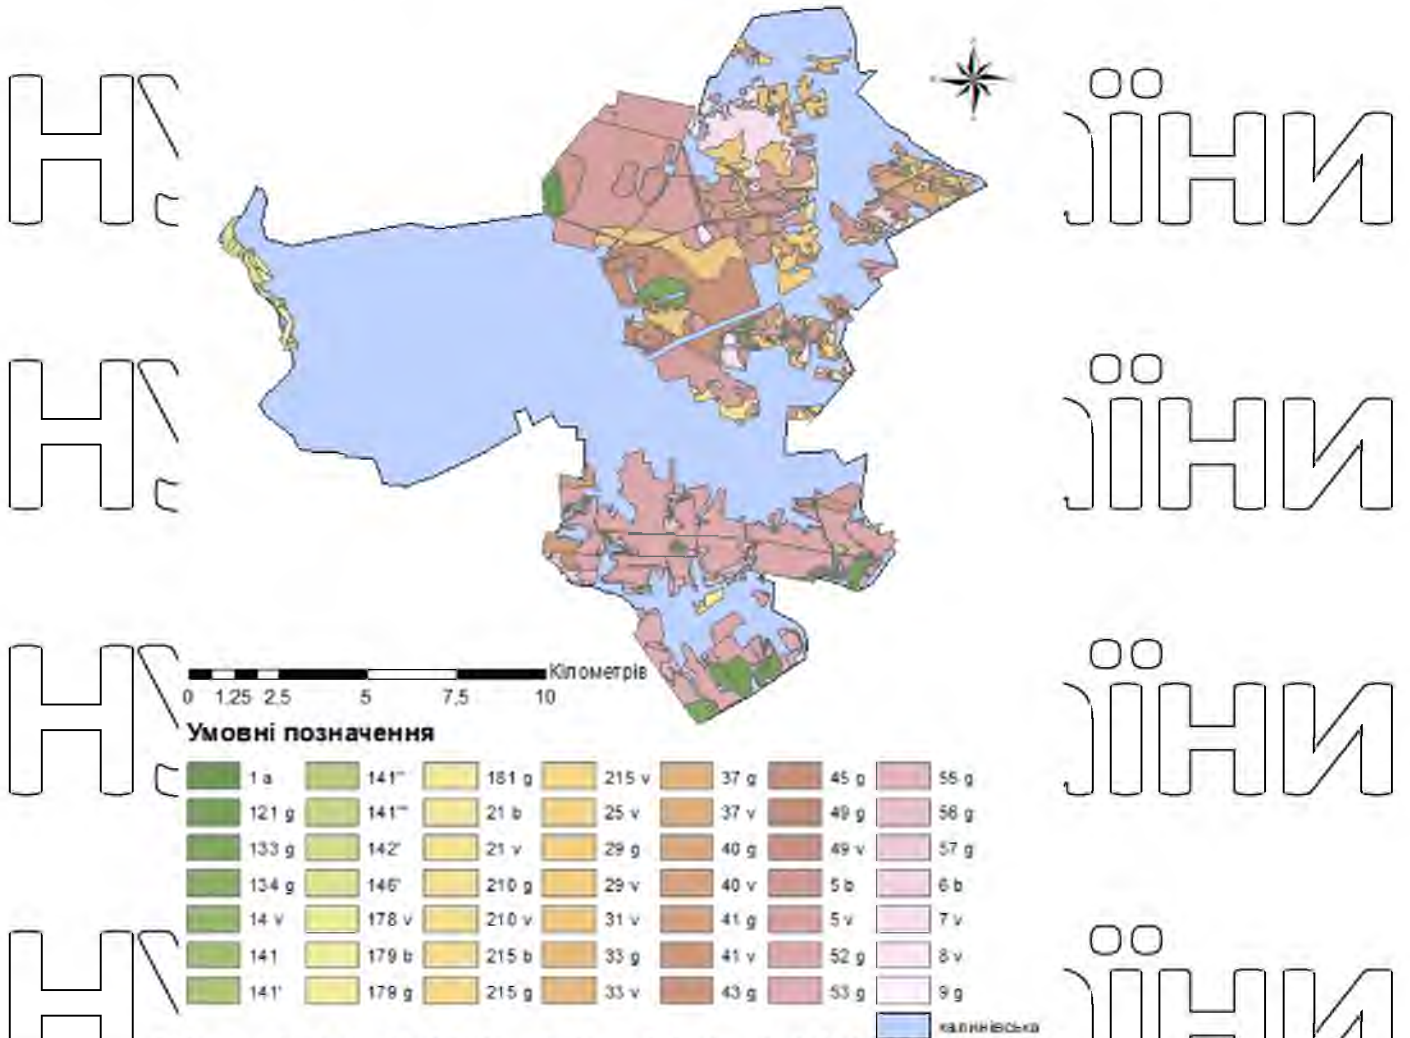 їни
їни
їни
Кілометрів
0 1,25 2,5 5 7,5 10
Умовні позначення
1 a 141''' 181 g 215 v 37 g 45 g 55 g
121 g 141'''' 21 b 25 v 37 v 49 g 56 g
133 g 142' 21 v 29 g 40 g 49 v 57 g
134 g 146' 210 g 29 v 40 v 5 b 6 b
14 v 178 v 210 v 31 v 41 g 5 v 7 v
141 179 b 215 b 33 g 41 v 52 g 8 v
141' 179 g 215 g 33 v 43 g 53 g 9 g
калинівська